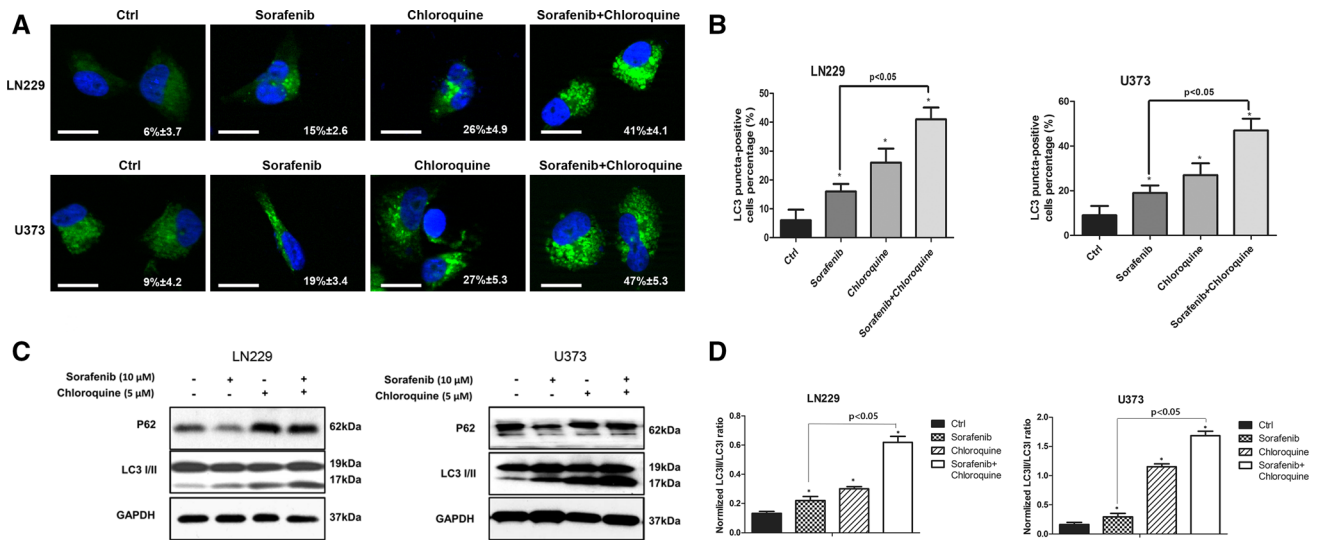 A
Ctrl Sorafenib Chloroquine Sorafenib+Chloroquine
LN229
6%±3.7 15%±2.6 26%±4.9 41%±4.1
Ctrl Sorafenib Chloroquine Sorafenib+Chloroquine
U373
9%±4.2 19%±3.4 27%±5.3 47%±5.3
B
LN229
p<0.05
LC3 puncta-positive
cells percentage (%)
50
40
30
20
10
0
* * *
Ctrl Sorafenib Chloroquine Sorafenib+Chloroquine
U373
p<0.05
LC3 puncta-positive
cells percentage (%)
60
40
20
0
* * *
Ctrl Sorafenib Chloroquine Sorafenib+Chloroquine
C
LN229
Sorafenib (10 μM) - + - +
Chloroquine (5 μM) - - + +
P62 62kDa
LC3 I/II 19kDa
17kDa
GAPDH 37kDa
U373
Sorafenib (10 μM) - + - +
Chloroquine (5 μM) - - + +
P62 62kDa
LC3 I/II 19kDa
17kDa
GAPDH 37kDa
D
LN229
p<0.05
Normlized LC3II/LC3I ratio
0.8
0.6
0.4
0.2
0.0
* * *
Ctrl
Sorafenib
Chloroquine
Sorafenib+
Chloroquine
U373
p<0.05
Normlized LC3II/LC3I ratio
2.0
1.5
1.0
0.5
0.0
* * *
Ctrl
Sorafenib
Chloroquine
Sorafenib+
Chloroquine